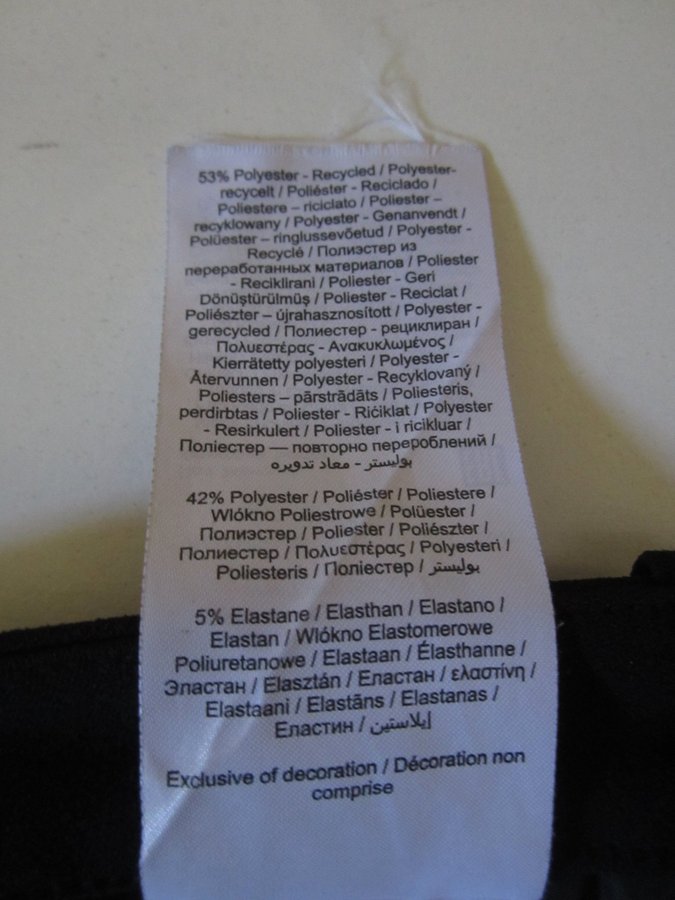 53% Polyester - Recycled / Polyester-
recycelt / Poliéster - Reciclado /
Poliestere – riciclato / Poliester –
recyklowany / Polyester - Genanvendt /
Polüester – ringlussevõetud / Polyester -
Recyclé / Полиэстер из
переработанных материалов / Poliester
- Reciklirani / Poliester - Geri
Dönüştürülmüş / Poliester - Reciclat /
Poliészter – újrahasznosított / Polyester -
gerecycled / Полиестер - рециклиран /
Πολυεστέρας - Ανακυκλωμένος /
Kierrätetty polyesteri / Polyester -
Återvunnen / Polyester - Recyklovaný /
Poliesters – pārstrādāts / Poliesteris,
perdirbtas / Poliester - Riċiklat / Polyester
- Resirkulert / Poliester - i ricikluar /
Поліестер — повторно перероблений /
بوليستر - معاد تدويره
42% Polyester / Poliéster / Poliestere /
Wlókno Poliestrowe / Polüester /
Полиэстер / Poliester / Poliészter /
Полиестер / Πολυεστέρας / Polyesteri /
Poliesteris / Поліестер / بوليستر
5% Elastane / Elasthan / Elastano /
Elastan / Wlókno Elastomerowe
Poliuretanowe / Elastaan / Élasthanne /
Эластан / Elasztán / Еластан / ελαστίνη /
Elastaani / Elastāns / Elastanas /
Еластин / إيلاستين
Exclusive of decoration / Décoration non
comprise